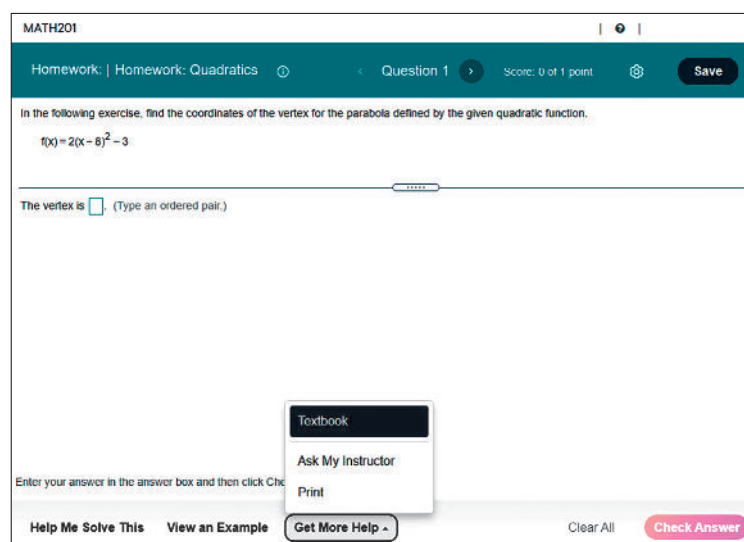 MATH201
Homework: | Homework: Quadratics
Question 1
Score: 0 of 1 point
Save
In the following exercise, find the coordinates of the vertex for the parabola defined by the given quadratic function.
f(x) = 2(x − 8)² − 3
The vertex is . (Type an ordered pair.)
Textbook
Ask My Instructor
Print
Enter your answer in the answer box and then click
Help Me Solve This
View an Example
Get More Help
Clear All
Check Answer